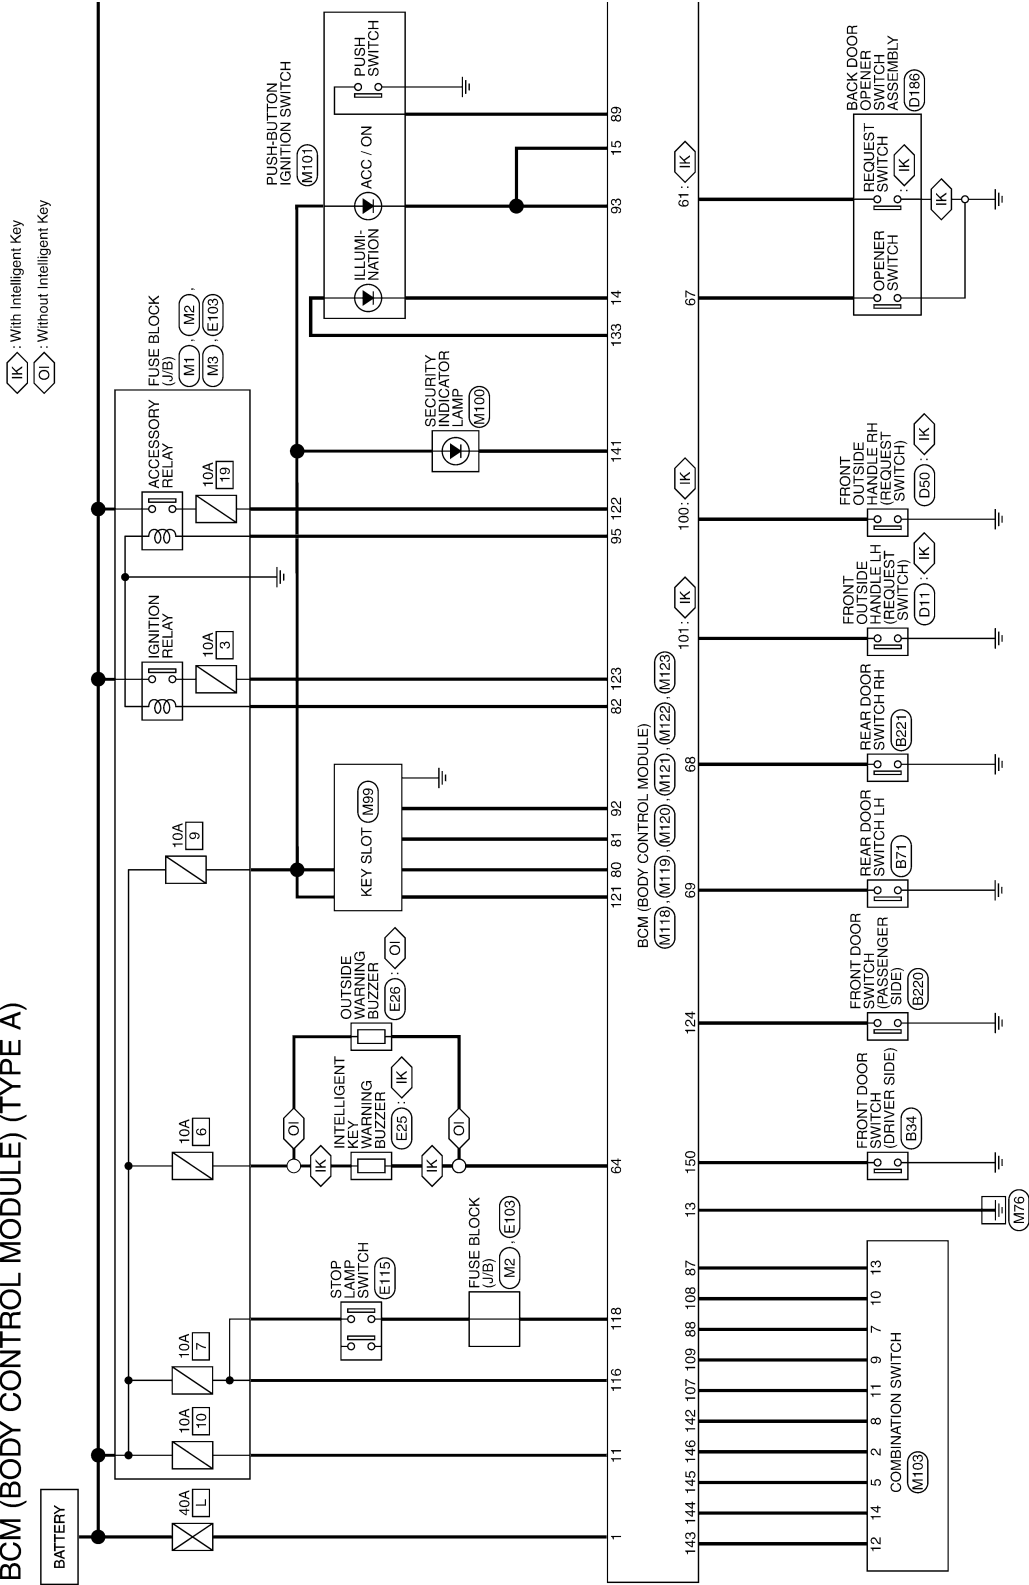 BCM (BODY CONTROL MODULE) (TYPE A)
IK : With Intelligent Key
OI : Without Intelligent Key
BATTERY
40A
L
10A
10
10A
7
10A
6
10A
9
IGNITION
RELAY
10A
3
ACCESSORY
RELAY
10A
19
FUSE BLOCK
(J/B)
M1 , M2 ,
M3 , E103
STOP
LAMP
SWITCH
E115
FUSE BLOCK
(J/B)
M2 , E103
OI
IK
INTELLIGENT
KEY
WARNING
BUZZER
E25 : IK
IK
OI
OUTSIDE
WARNING
BUZZER
E26 : OI
KEY SLOT
M99
SECURITY
INDICATOR
LAMP
M100
PUSH-BUTTON
IGNITION SWITCH
M101
ILLUMI-
NATION
ACC / ON
PUSH
SWITCH
1
11
116
118
64
121
80
81
92
82
123
95
122
141
133
14
93
15
89
BCM (BODY CONTROL MODULE)
M118 , M119 , M120 , M121 , M122 , M123
143
144
145
146
142
107
109
88
108
87
13
150
124
69
68
101 : IK
100 : IK
67
61 : IK
12
14
5
2
8
11
9
7
10
13
COMBINATION SWITCH
M103
M76
FRONT DOOR
SWITCH
(DRIVER SIDE)
B34
FRONT DOOR
SWITCH
(PASSENGER
SIDE)
B220
REAR DOOR
SWITCH LH
B71
REAR DOOR
SWITCH RH
B221
FRONT
OUTSIDE
HANDLE LH
(REQUEST
SWITCH)
D11 : IK
FRONT
OUTSIDE
HANDLE RH
(REQUEST
SWITCH)
D50 : IK
OPENER
SWITCH
REQUEST
SWITCH
: IK
IK
BACK DOOR
OPENER
SWITCH
ASSEMBLY
D186